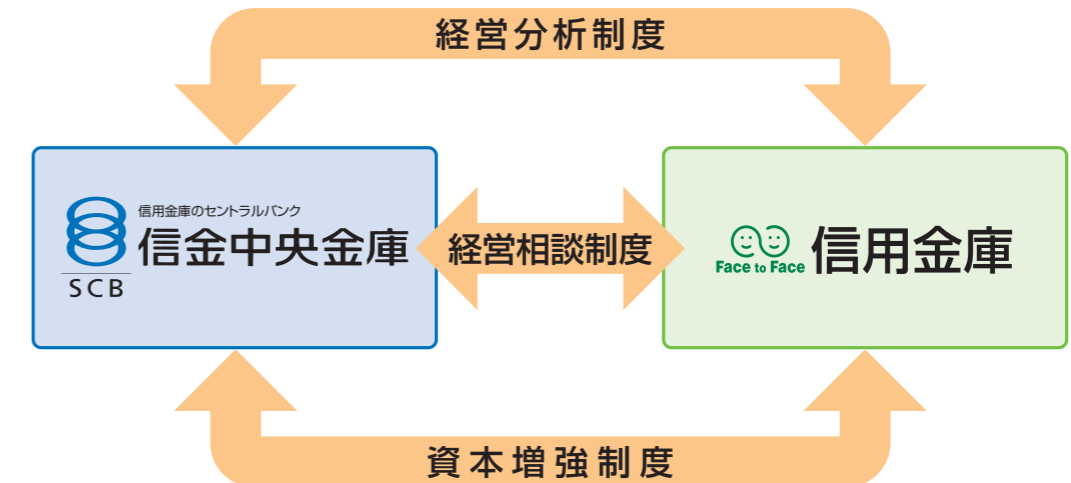 経営分析制度
信用金庫のセントラルバンク
信金中央金庫
SCB
経営相談制度
Face to Face
信用金庫
資本増強制度